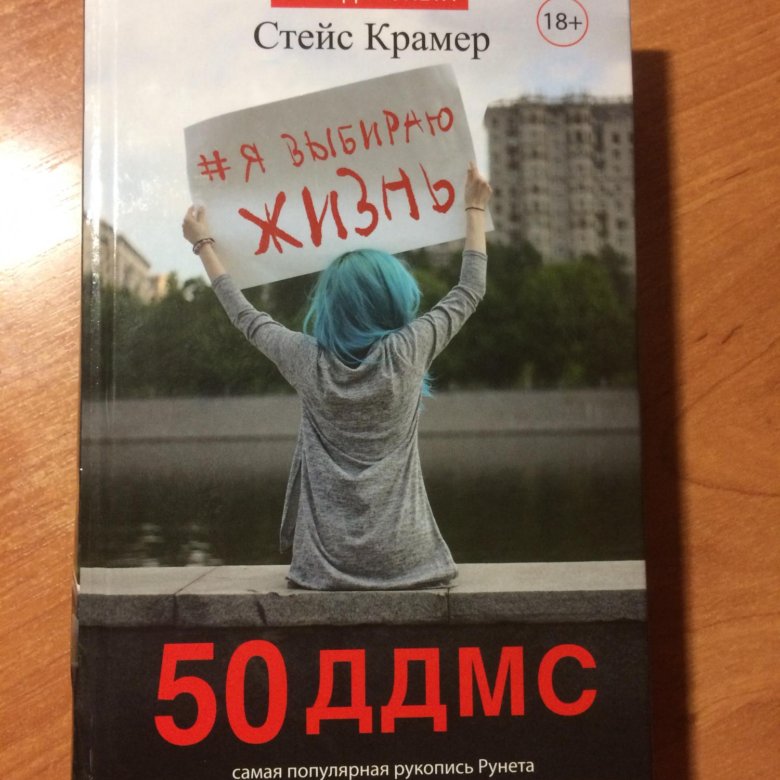 Стейс Крамер
18+
#Я ВЫБИРАЮ
ЖИЗНЬ
50 ДДМС
самая популярная рукопись Рунета